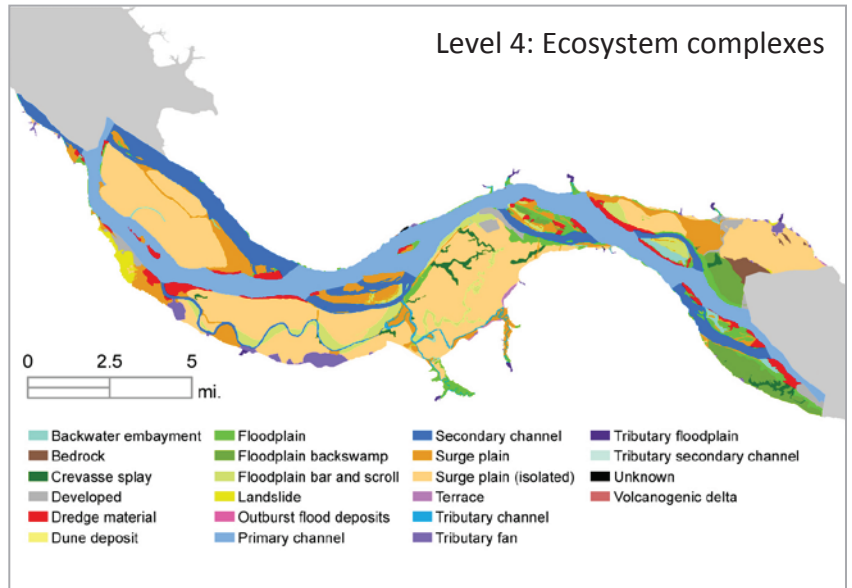 Level 4: Ecosystem complexes
0 2.5 5
mi.
Backwater embayment
Bedrock
Crevasse splay
Developed
Dredge material
Dune deposit
Floodplain
Floodplain backswamp
Floodplain bar and scroll
Landslide
Outburst flood deposits
Primary channel
Secondary channel
Surge plain
Surge plain (isolated)
Terrace
Tributary channel
Tributary fan
Tributary floodplain
Tributary secondary channel
Unknown
Volcanogenic delta